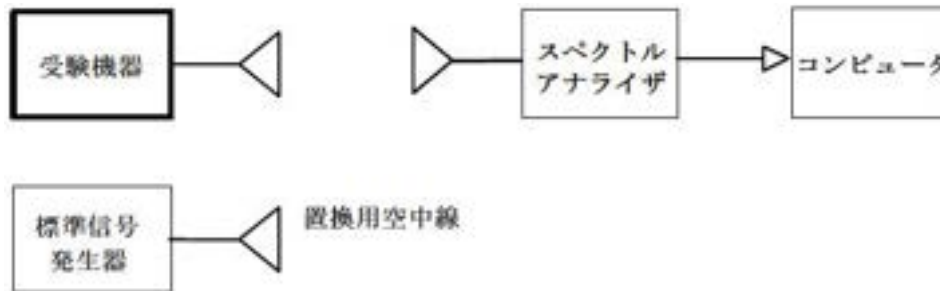 受験機器
スペクトル
アナライザ
コンピュータ
標準信号
発生器
置換用空中線